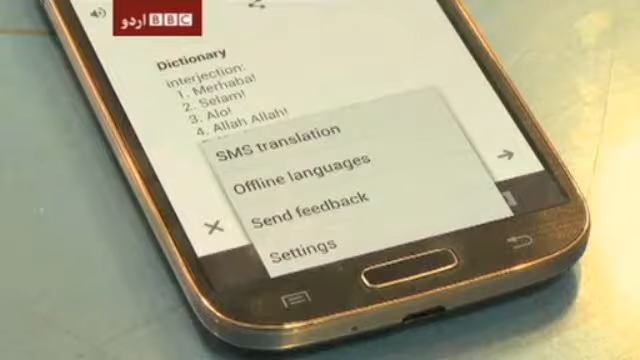 BBC اردو
Dictionary
interjection:
1. Merhaba!
2. Selam!
3. Alo!
4. Allah Allah!
SMS translation
Offline languages
Send feedback
Settings